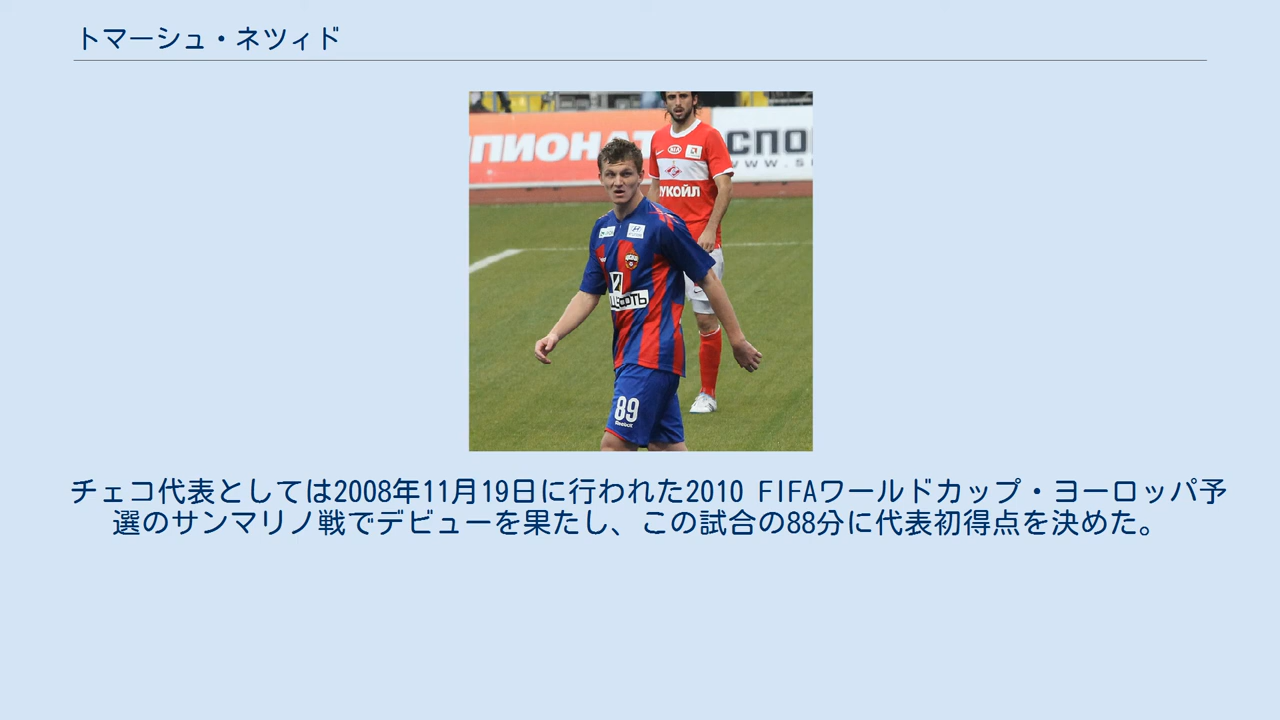 トマーシュ・ネツィド
ПИОНАТ
СПО
www.s
KIA
УКОЙЛ
89
Reebok
チェコ代表としては2008年11月19日に行われた2010 FIFAワールドカップ・ヨーロッパ予
選のサンマリノ戦でデビューを果たし、この試合の88分に代表初得点を決めた。